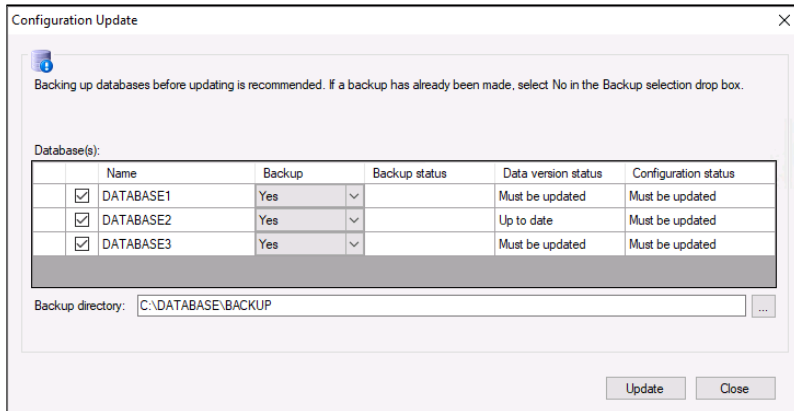 Configuration Update
Backing up databases before updating is recommended. If a backup has already been made, select No in the Backup selection drop box.
Database(s):
Name Backup Backup status Data version status Configuration status
DATABASE1 Yes Must be updated Must be updated
DATABASE2 Yes Up to date Must be updated
DATABASE3 Yes Must be updated Must be updated
Backup directory: C:\DATABASE\BACKUP ...
Update Close